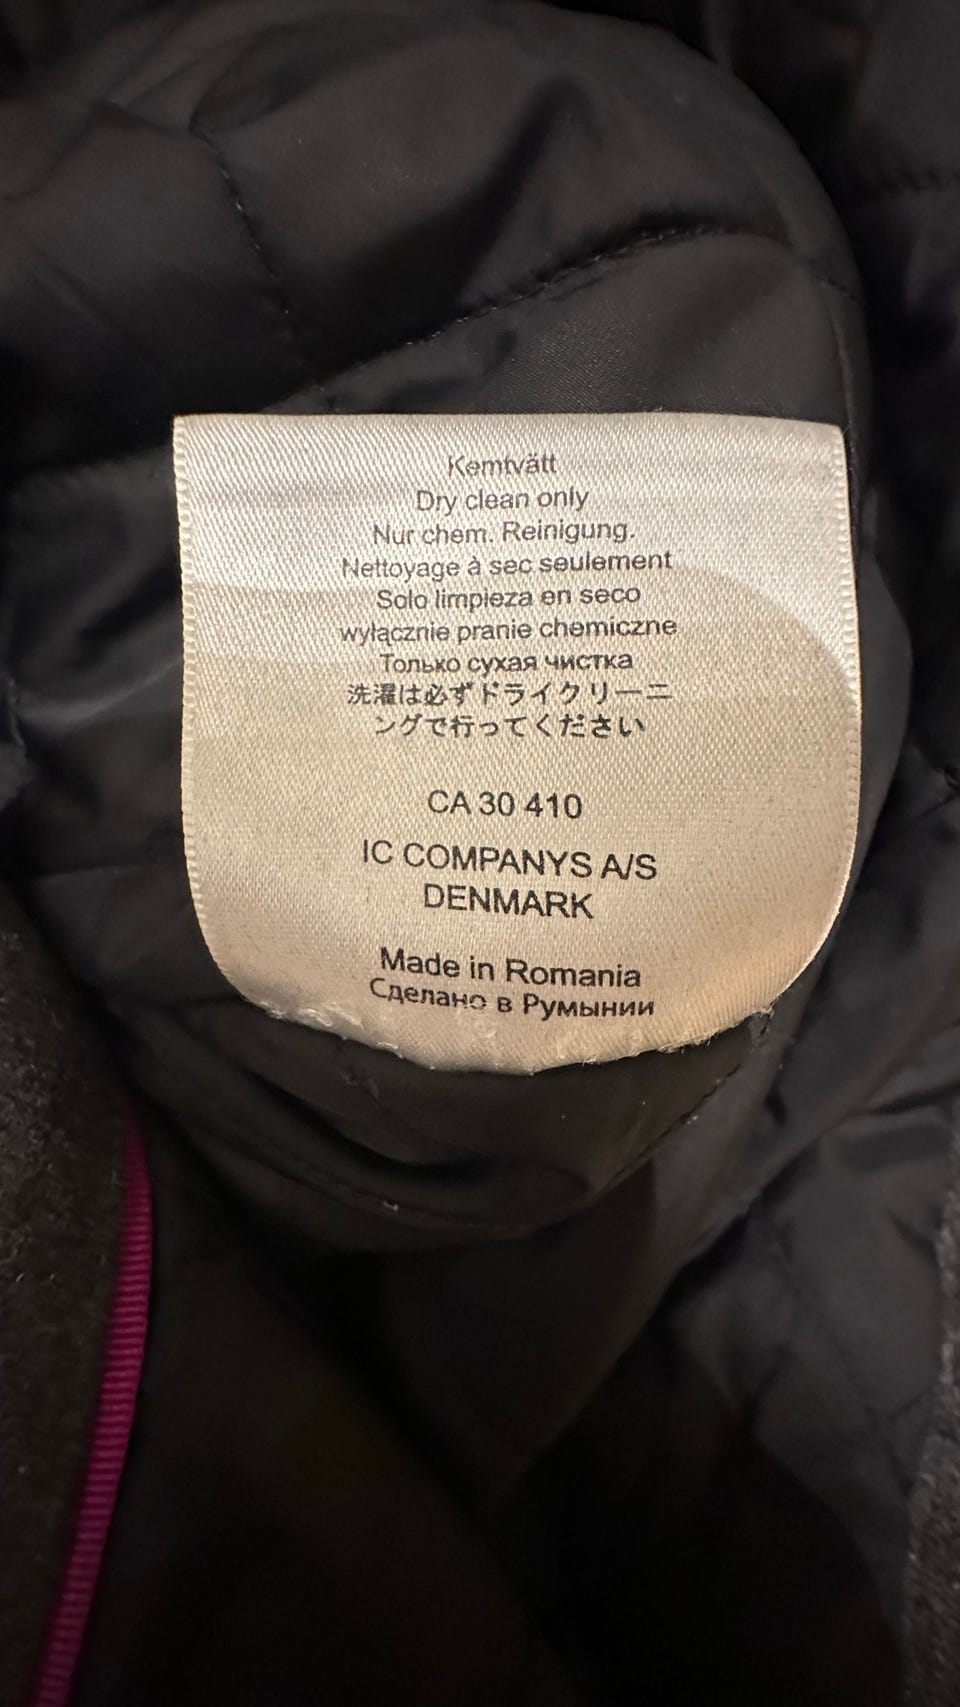 Kemtvätt
Dry clean only
Nur chem. Reinigung.
Nettoyage à sec seulement
Solo limpieza en seco
wyłącznie pranie chemiczne
Только сухая чистка
洗濯は必ずドライクリーニ
ングで行ってください
CA 30 410
IC COMPANYS A/S
DENMARK
Made in Romania
Сделано в Румынии